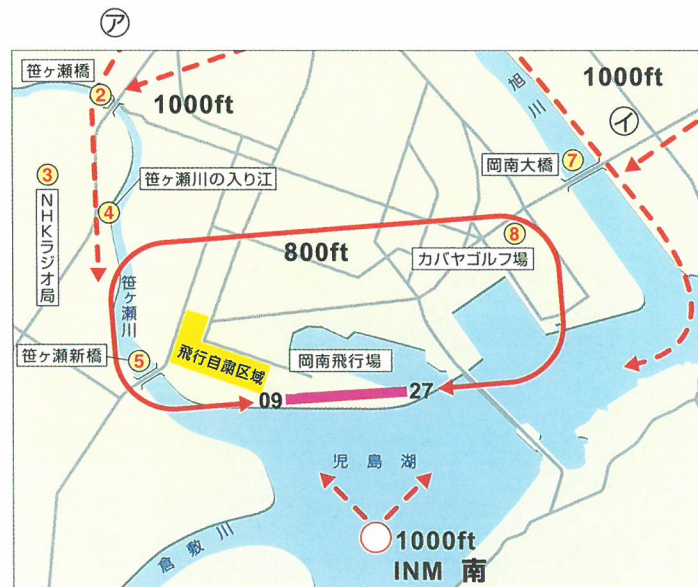 ア
笹ヶ瀬橋
2
1000ft
1000ft
旭川
イ
岡南大橋
7
3
NHKラジオ局
笹ヶ瀬川の入り江
4
8
カバヤゴルフ場
800ft
笹ヶ瀬川
笹ヶ瀬新橋
5
飛行自粛区域
岡南飛行場
09
27
児島湖
倉敷川
1000ft
INM 南